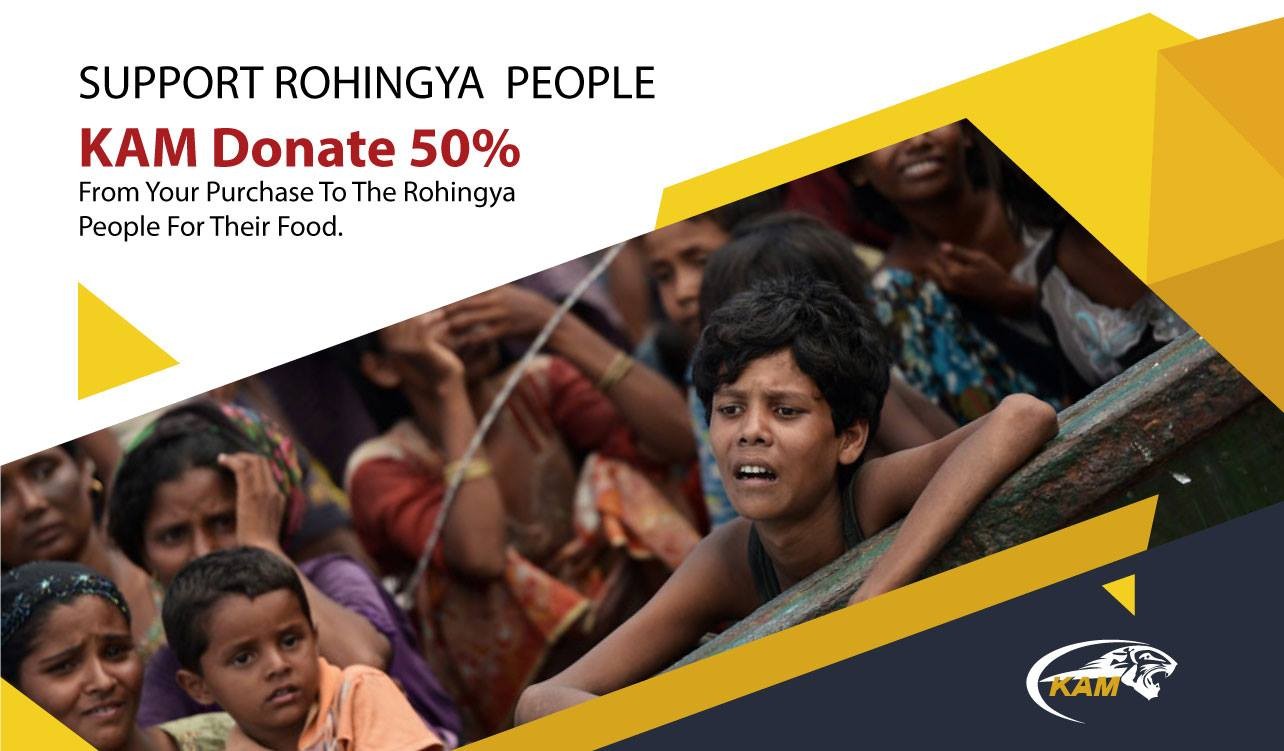 SUPPORT ROHINGYA PEOPLE
KAM Donate 50%
From Your Purchase To The Rohingya
People For Their Food.
KAM